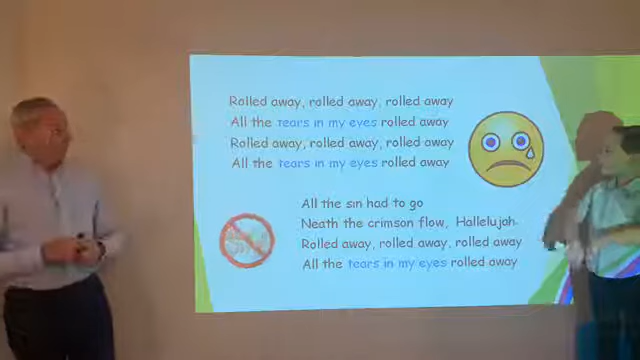 Rolled away, rolled away, rolled away
All the tears in my eyes rolled away
Rolled away, rolled away, rolled away
All the tears in my eyes rolled away
All the sin had to go
Neath the crimson flow, Hallelujah.
Rolled away, rolled away, rolled away
All the tears in my eyes rolled away